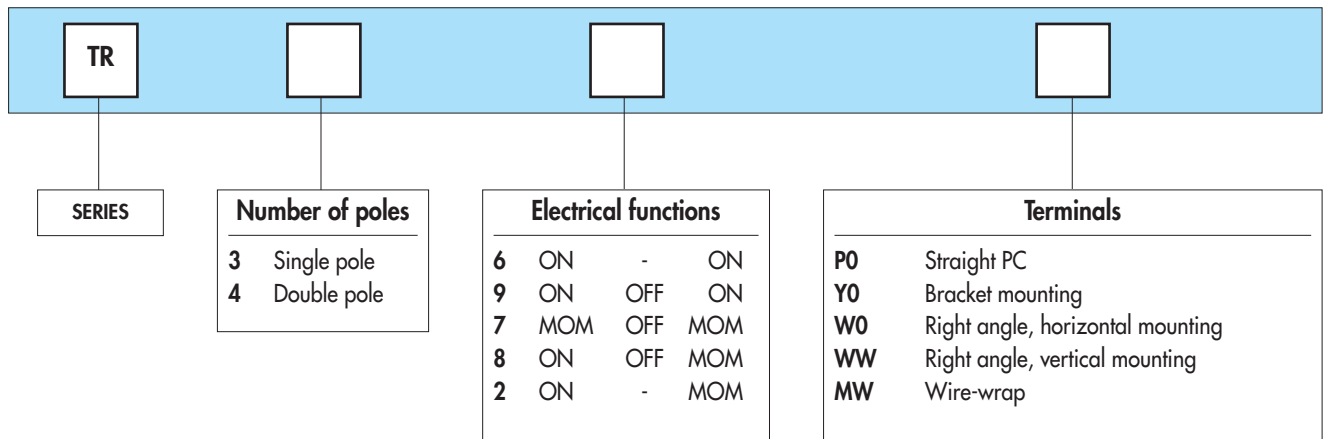 TR
SERIES
Number of poles
3 Single pole
4 Double pole
Electrical functions
6 ON - ON
9 ON OFF ON
7 MOM OFF MOM
8 ON OFF MOM
2 ON - MOM
Terminals
P0 Straight PC
Y0 Bracket mounting
W0 Right angle, horizontal mounting
WW Right angle, vertical mounting
MW Wire-wrap